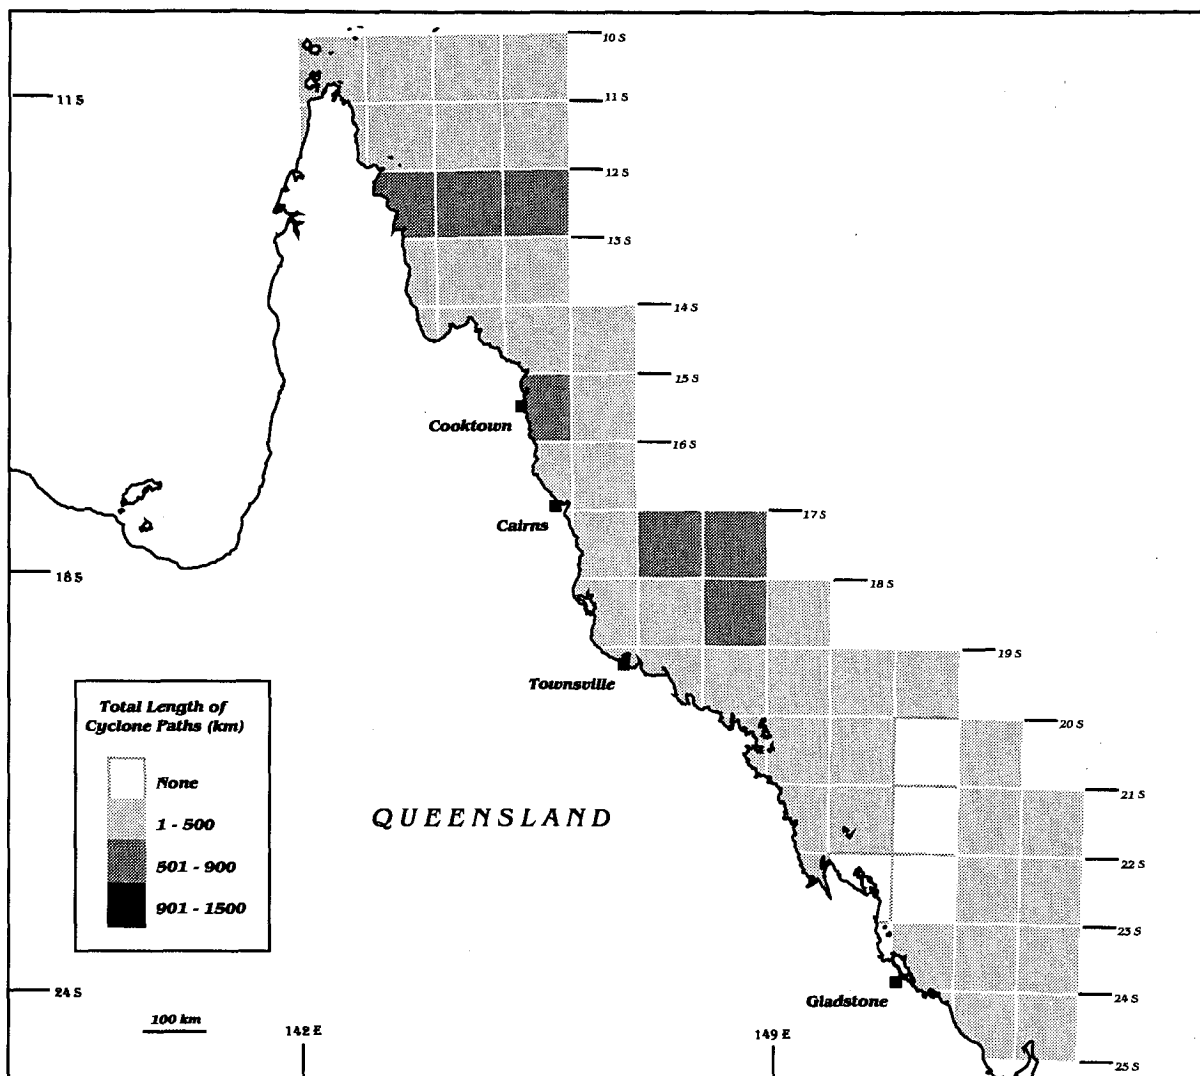 10 S
11 S
11 S
12 S
13 S
14 S
15 S
Cooktown
16 S
Cairns
17 S
18 S
18 S
19 S
Townsville
Total Length of
Cyclone Paths (km)
20 S
None
21 S
QUEENSLAND
1 - 500
22 S
501 - 900
901 - 1500
23 S
24 S
24 S
Gladstone
100 km
142 E
149 E
25 S